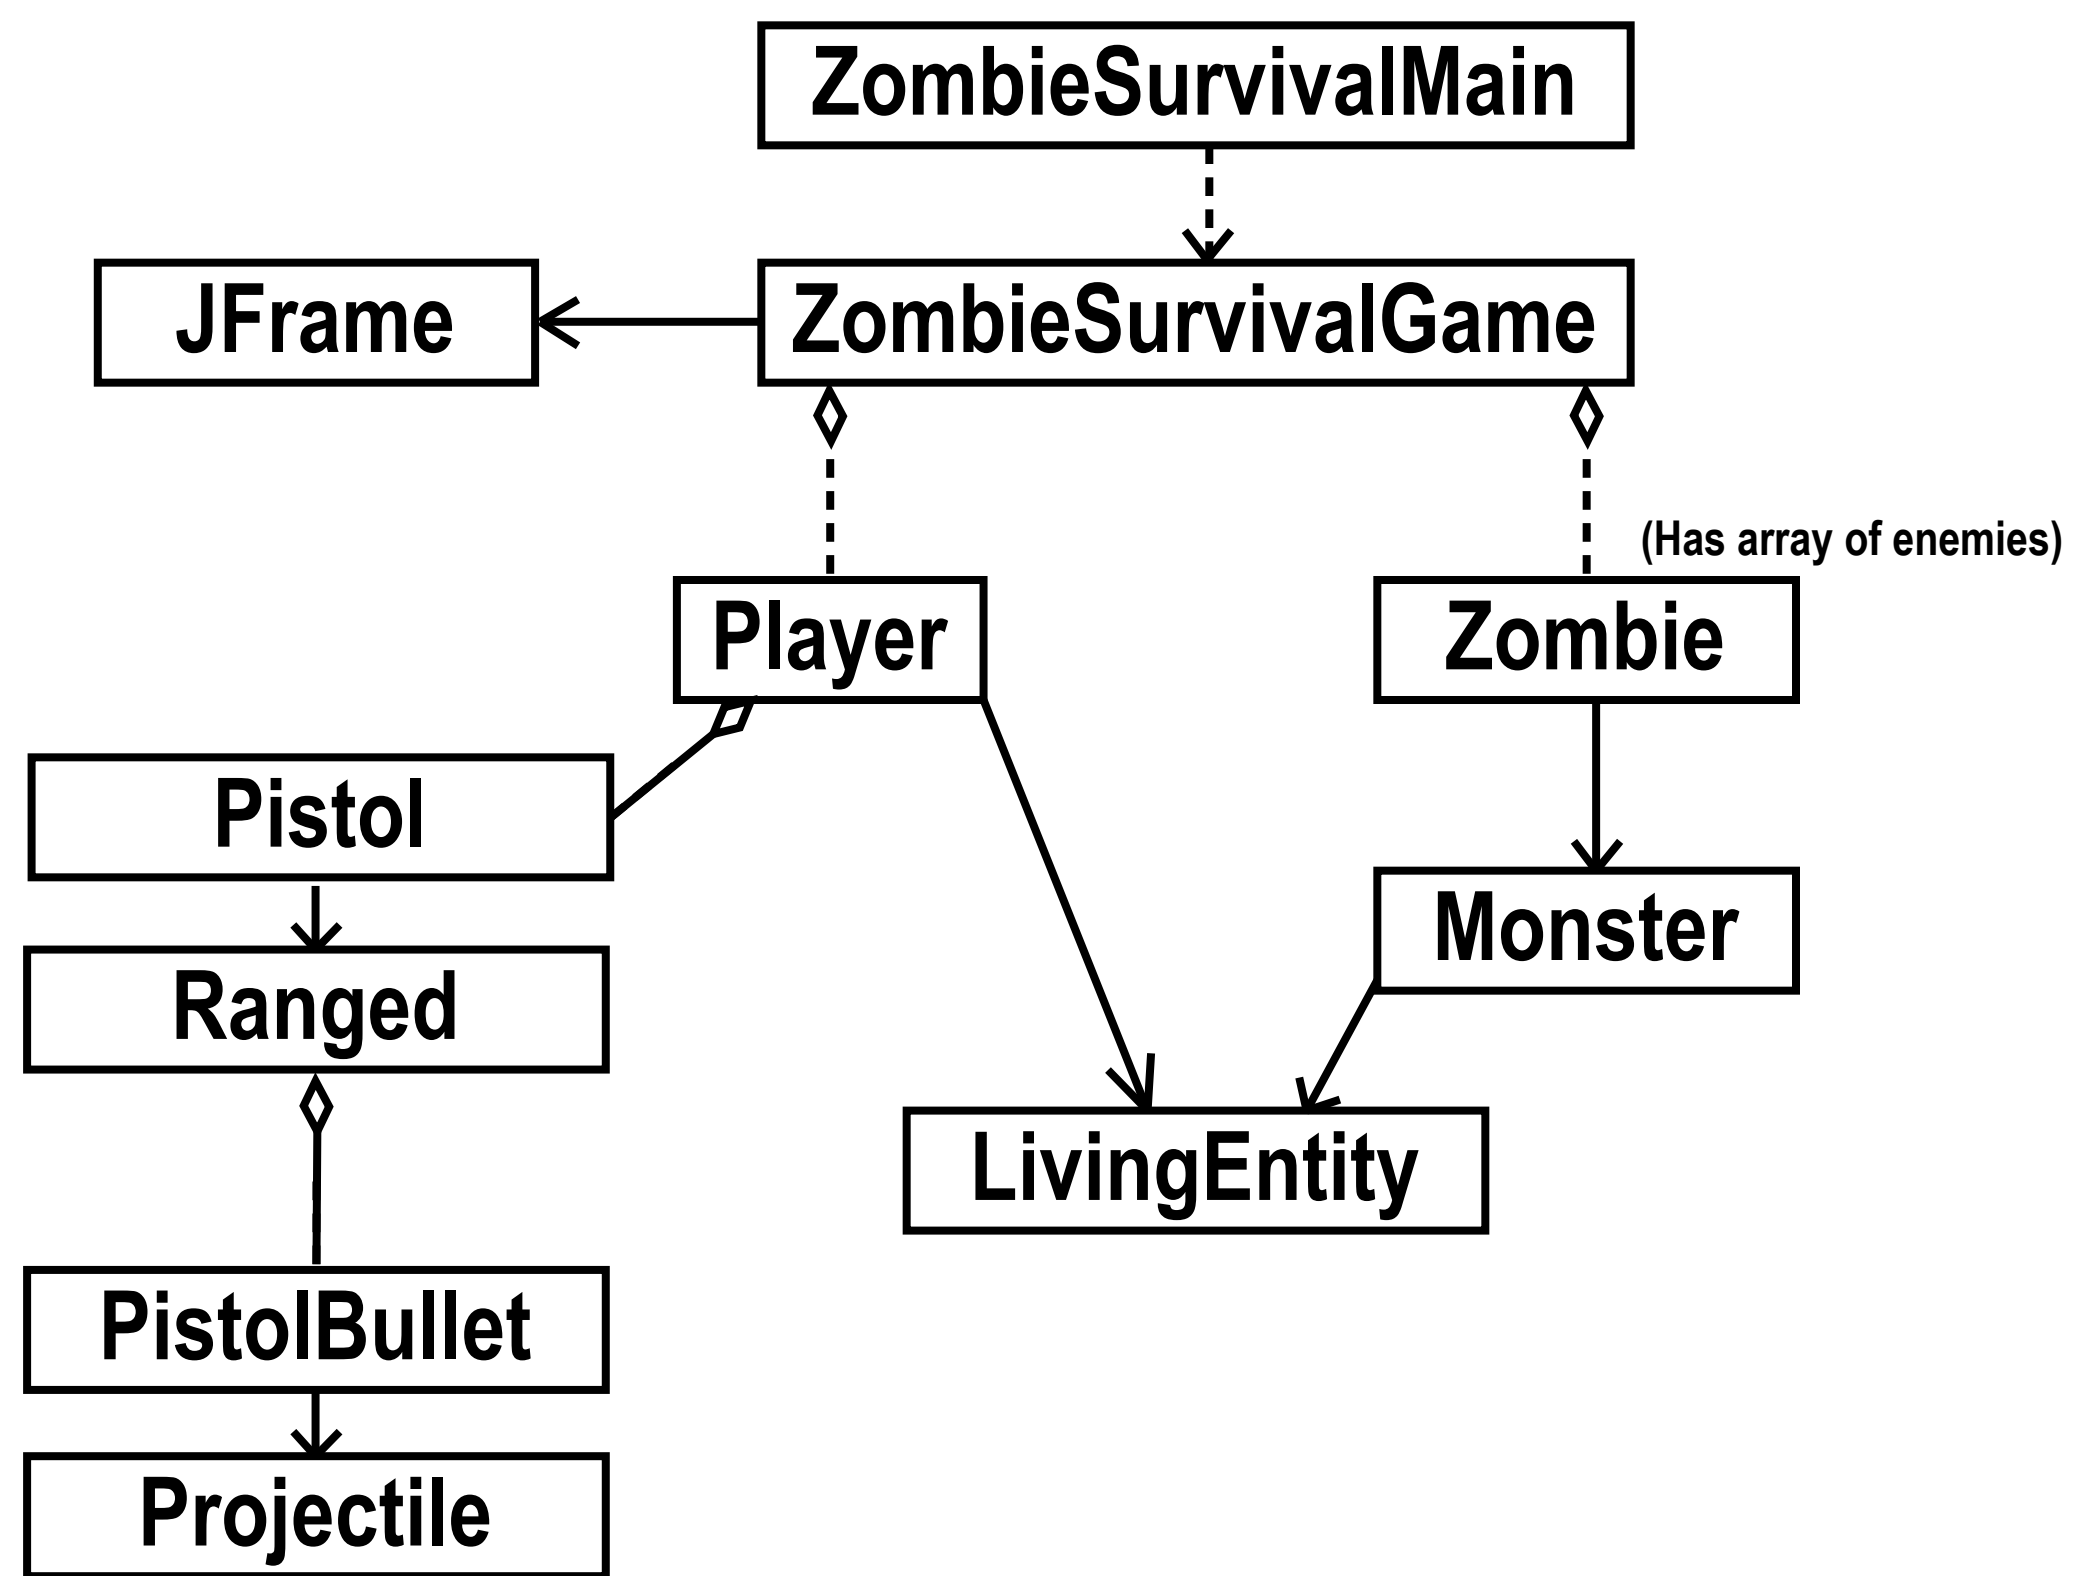 ZombieSurvivalMain
JFrame
ZombieSurvivalGame
(Has array of enemies)
Player
Zombie
Pistol
Monster
Ranged
LivingEntity
PistolBullet
Projectile